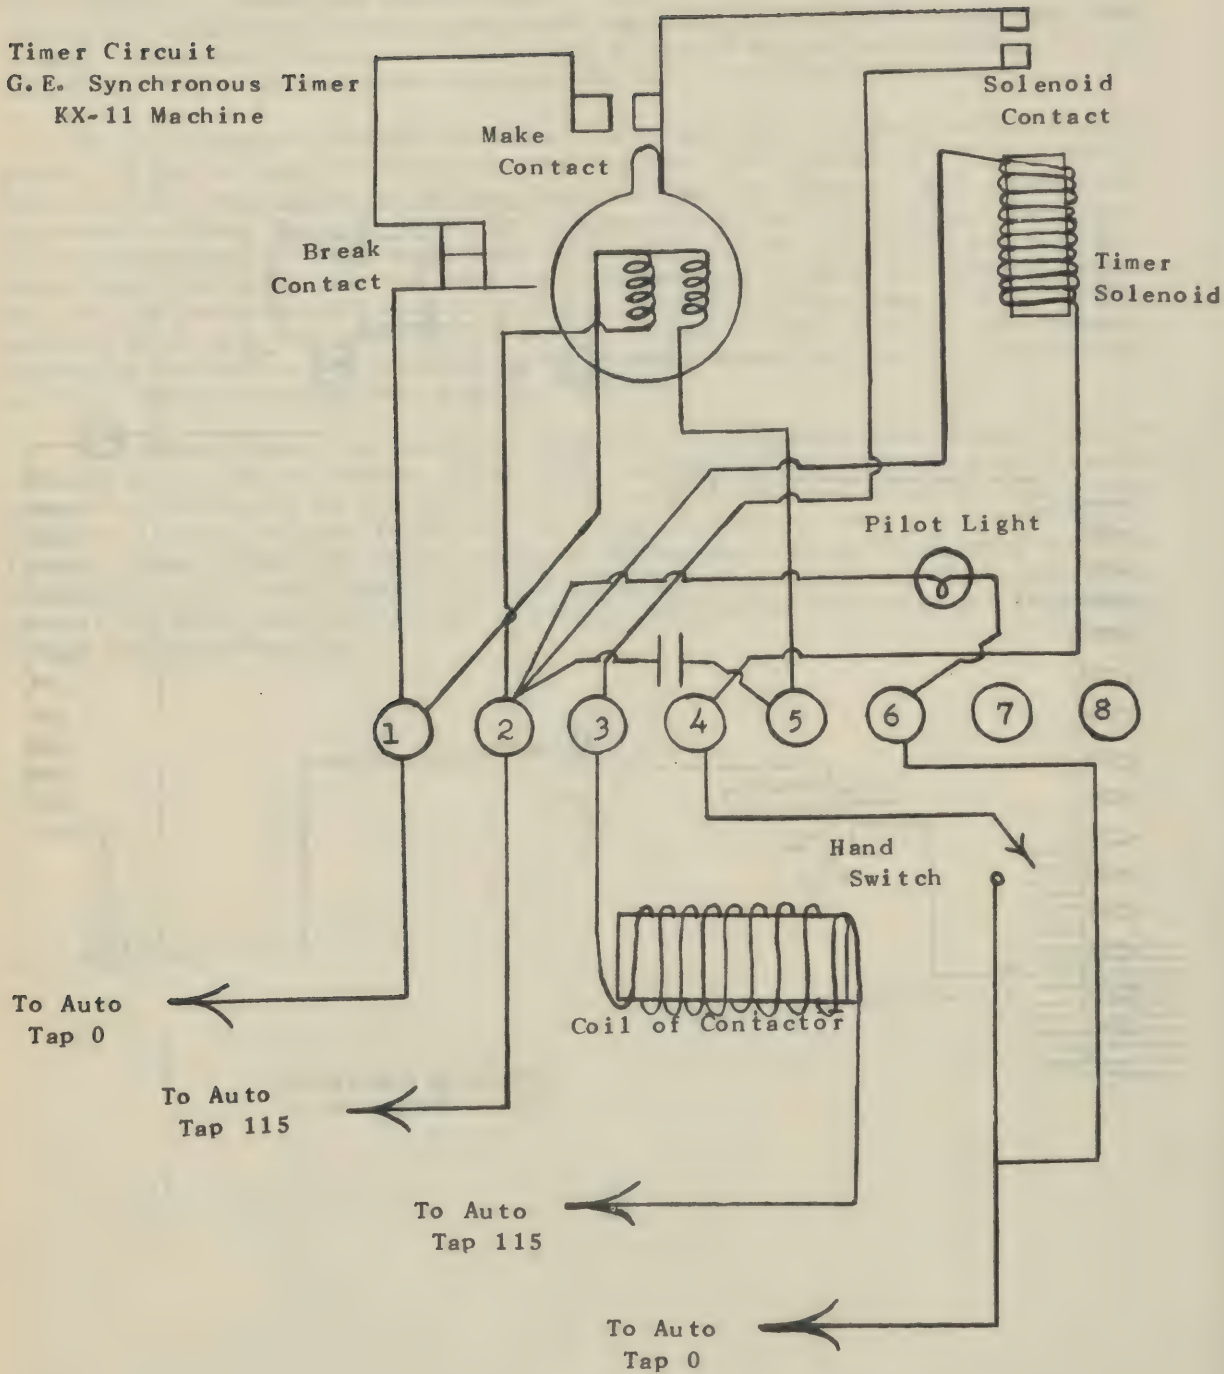 Timer Circuit
G.E. Synchronous Timer
KX-11 Machine
Make
Contact
Solenoid
Contact
Break
Contact
Timer
Solenoid
Pilot Light
1
2
3
4
5
6
7
8
Hand
Switch
Coil of Contactor
To Auto
Tap 0
To Auto
Tap 115
To Auto
Tap 115
To Auto
Tap 0